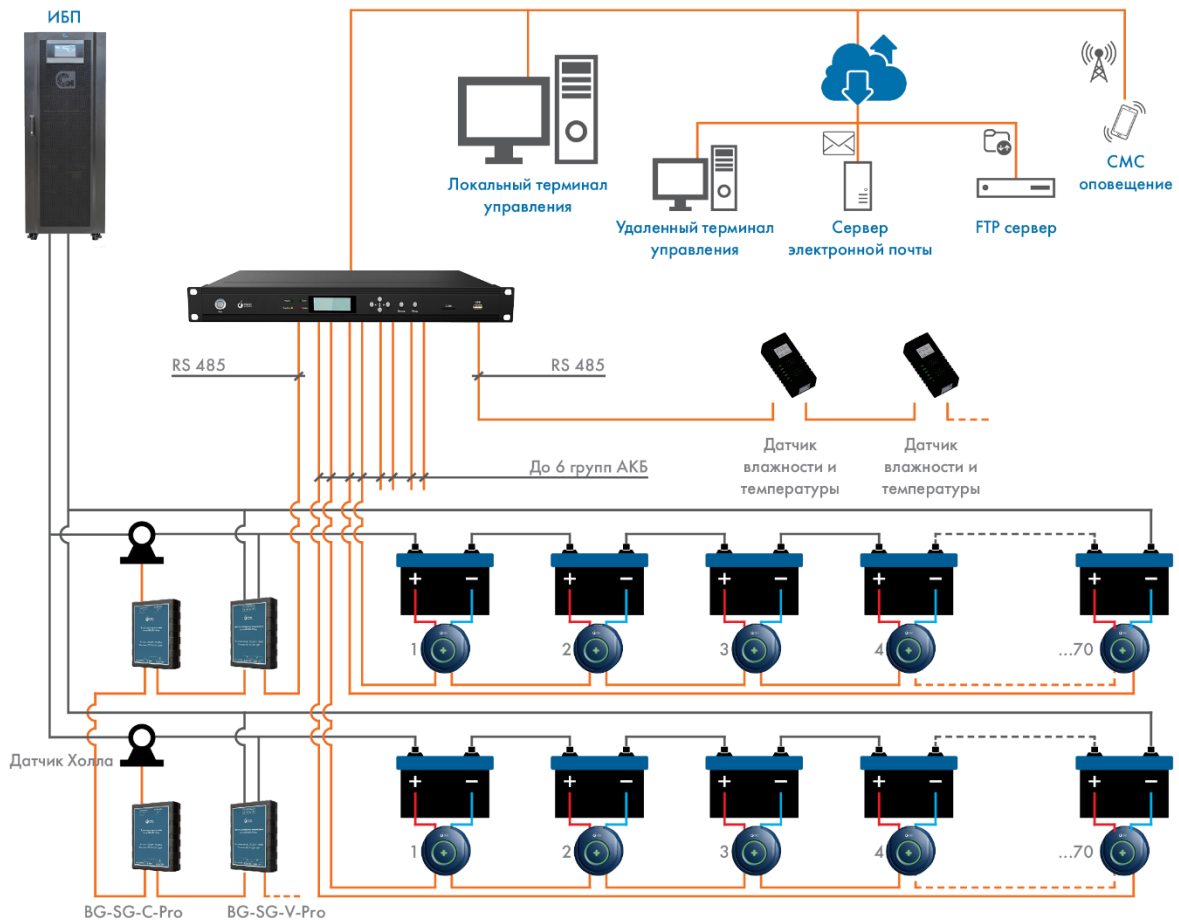 ИБП
Локальный терминал
управления
Удаленный терминал
управления
Сервер
электронной почты
FTP сервер
СМС
оповещение
RS 485
RS 485
До 6 групп АКБ
Датчик
влажности и
температуры
Датчик
влажности и
температуры
+ − + − + − + − + −
1 2 3 4 ...70
Датчик Холла
+ − + − + − + − + −
1 2 3 4 ...70
BG-SG-C-Pro
BG-SG-V-Pro